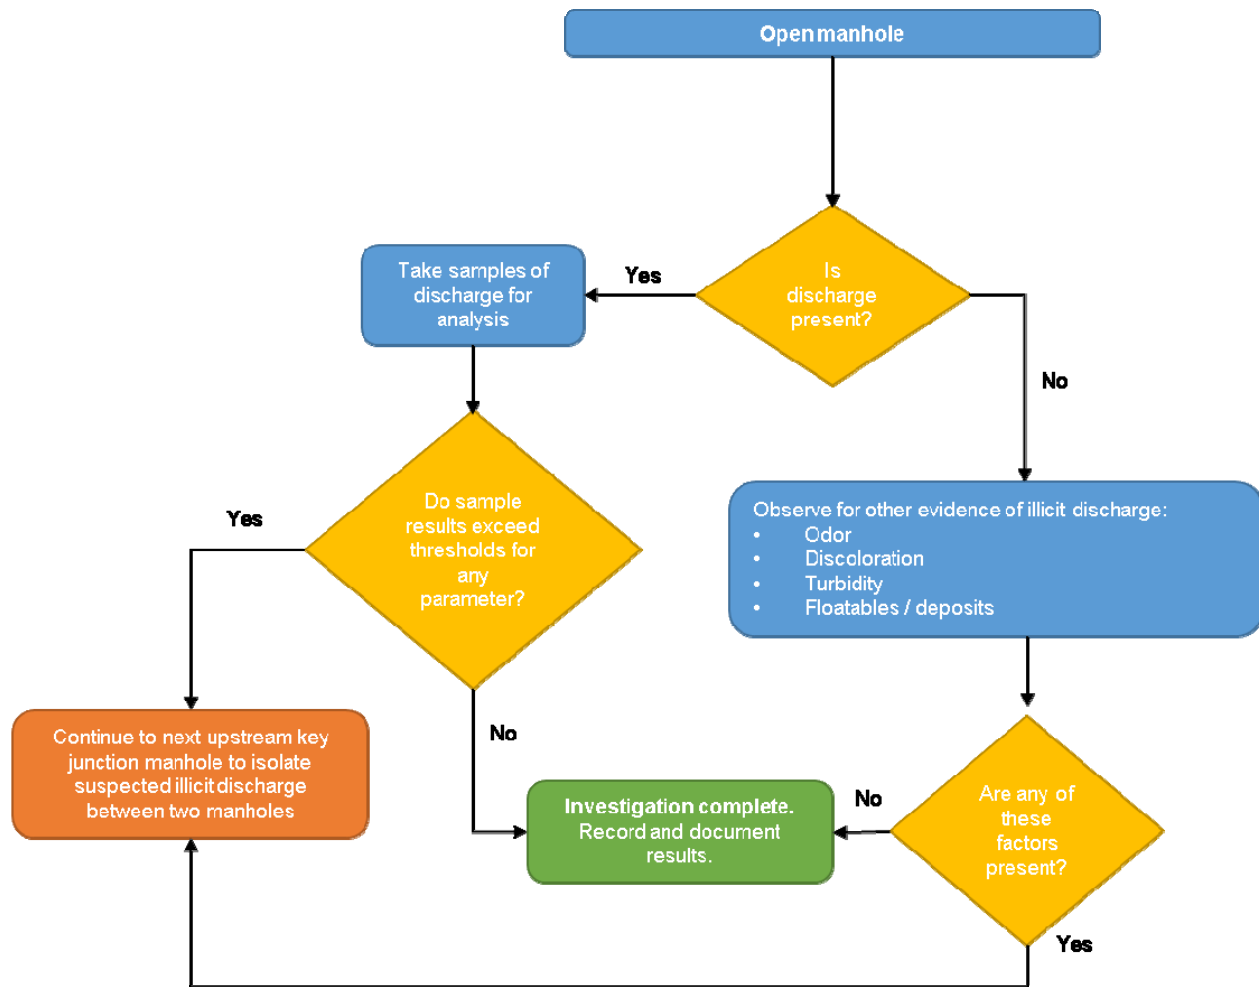 Open manhole
Is
discharge
present?
Yes
No
Take samples of
discharge for
analysis
Do sample
results exceed
thresholds for
any
parameter?
Yes
No
Observe for other evidence of illicit discharge:
• Odor
• Discoloration
• Turbidity
• Floatables / deposits
Are any of
these
factors
present?
No
Yes
Continue to next upstream key
junction manhole to isolate
suspected illicit discharge
between two manholes
Investigation complete.
Record and document
results.